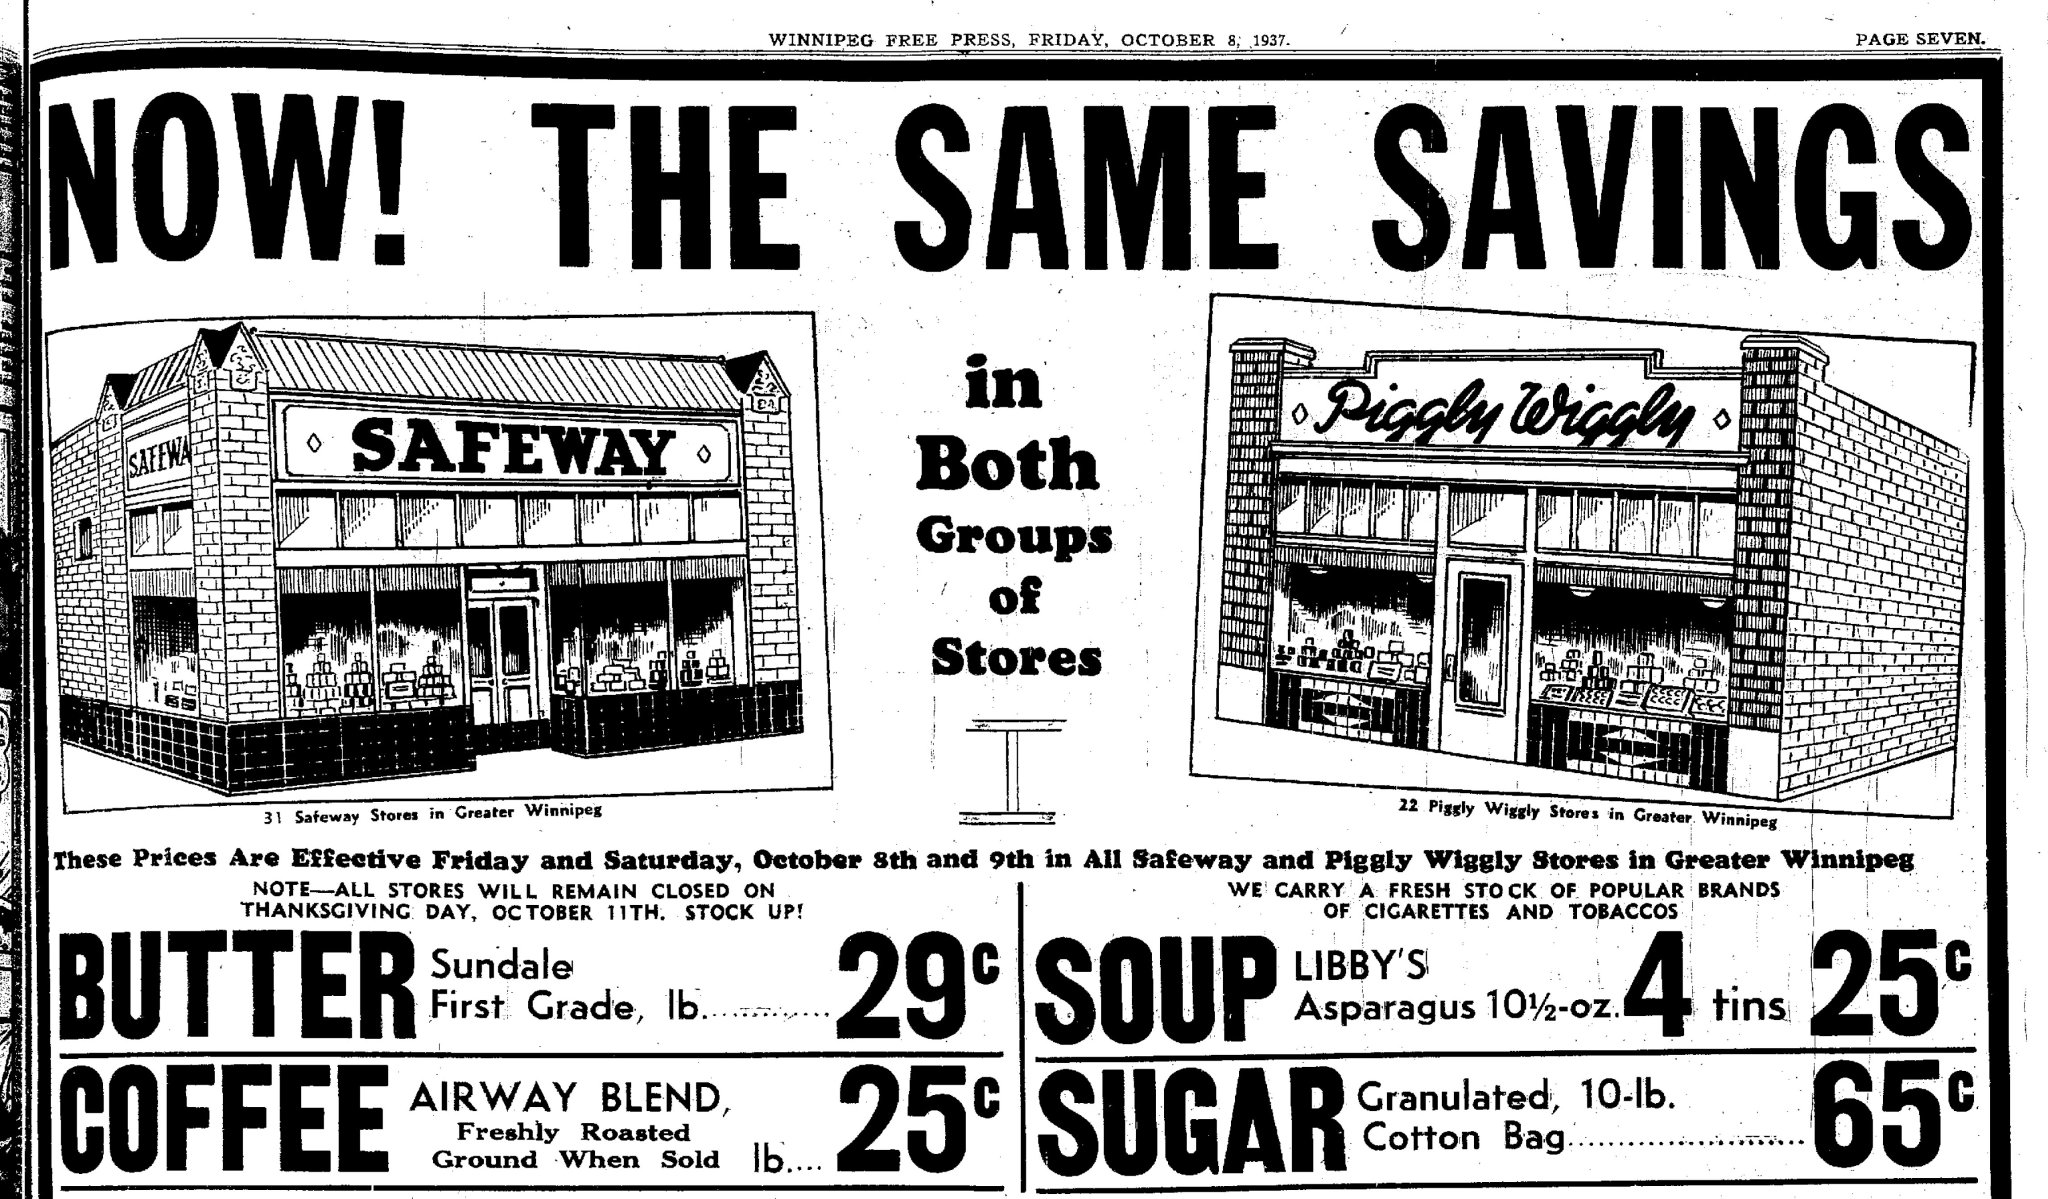 WINNIPEG FREE PRESS, FRIDAY, OCTOBER 8, 1937.
PAGE SEVEN.
NOW! THE SAME SAVINGS
SAFEWAY
SAFEWA
in
Both
Groups
of
Stores
Piggly Wiggly
31 Safeway Stores in Greater Winnipeg
22 Piggly Wiggly Stores in Greater Winnipeg
These Prices Are Effective Friday and Saturday, October 8th and 9th in All Safeway and Piggly Wiggly Stores in Greater Winnipeg
NOTE—ALL STORES WILL REMAIN CLOSED ON
THANKSGIVING DAY, OCTOBER 11TH. STOCK UP!
BUTTER Sundale
First Grade, lb. 29c
COFFEE AIRWAY BLEND,
Freshly Roasted
Ground When Sold lb.... 25c
WE CARRY A FRESH STOCK OF POPULAR BRANDS
OF CIGARETTES AND TOBACCOS
SOUP LIBBY'S
Asparagus 10½-oz. 4 tins 25c
SUGAR Granulated, 10-lb.
Cotton Bag 65c